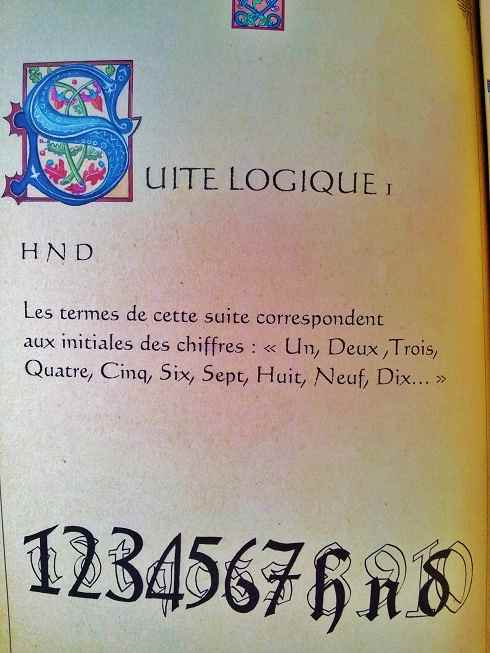 SUITE LOGIQUE I
H N D
Les termes de cette suite correspondent
aux initiales des chiffres : « Un, Deux ,Trois,
Quatre, Cinq, Six, Sept, Huit, Neuf, Dix... »
1234567hnd